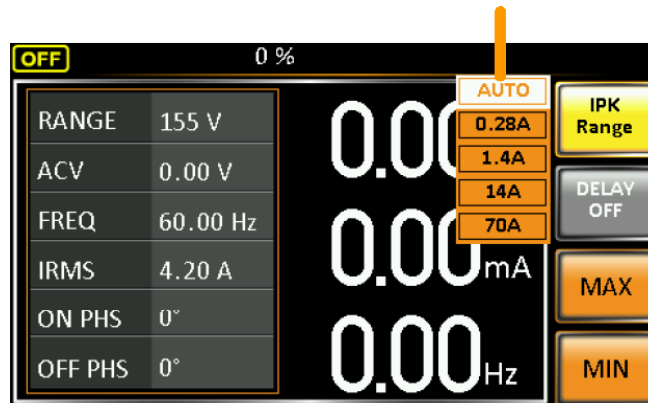 OFF 0 %
RANGE 155 V
ACV 0.00 V
FREQ 60.00 Hz
IRMS 4.20 A
ON PHS 0°
OFF PHS 0°
0.00
0.00 mA
0.00 Hz
AUTO
0.28A
1.4A
14A
70A
IPK
Range
DELAY
OFF
MAX
MIN